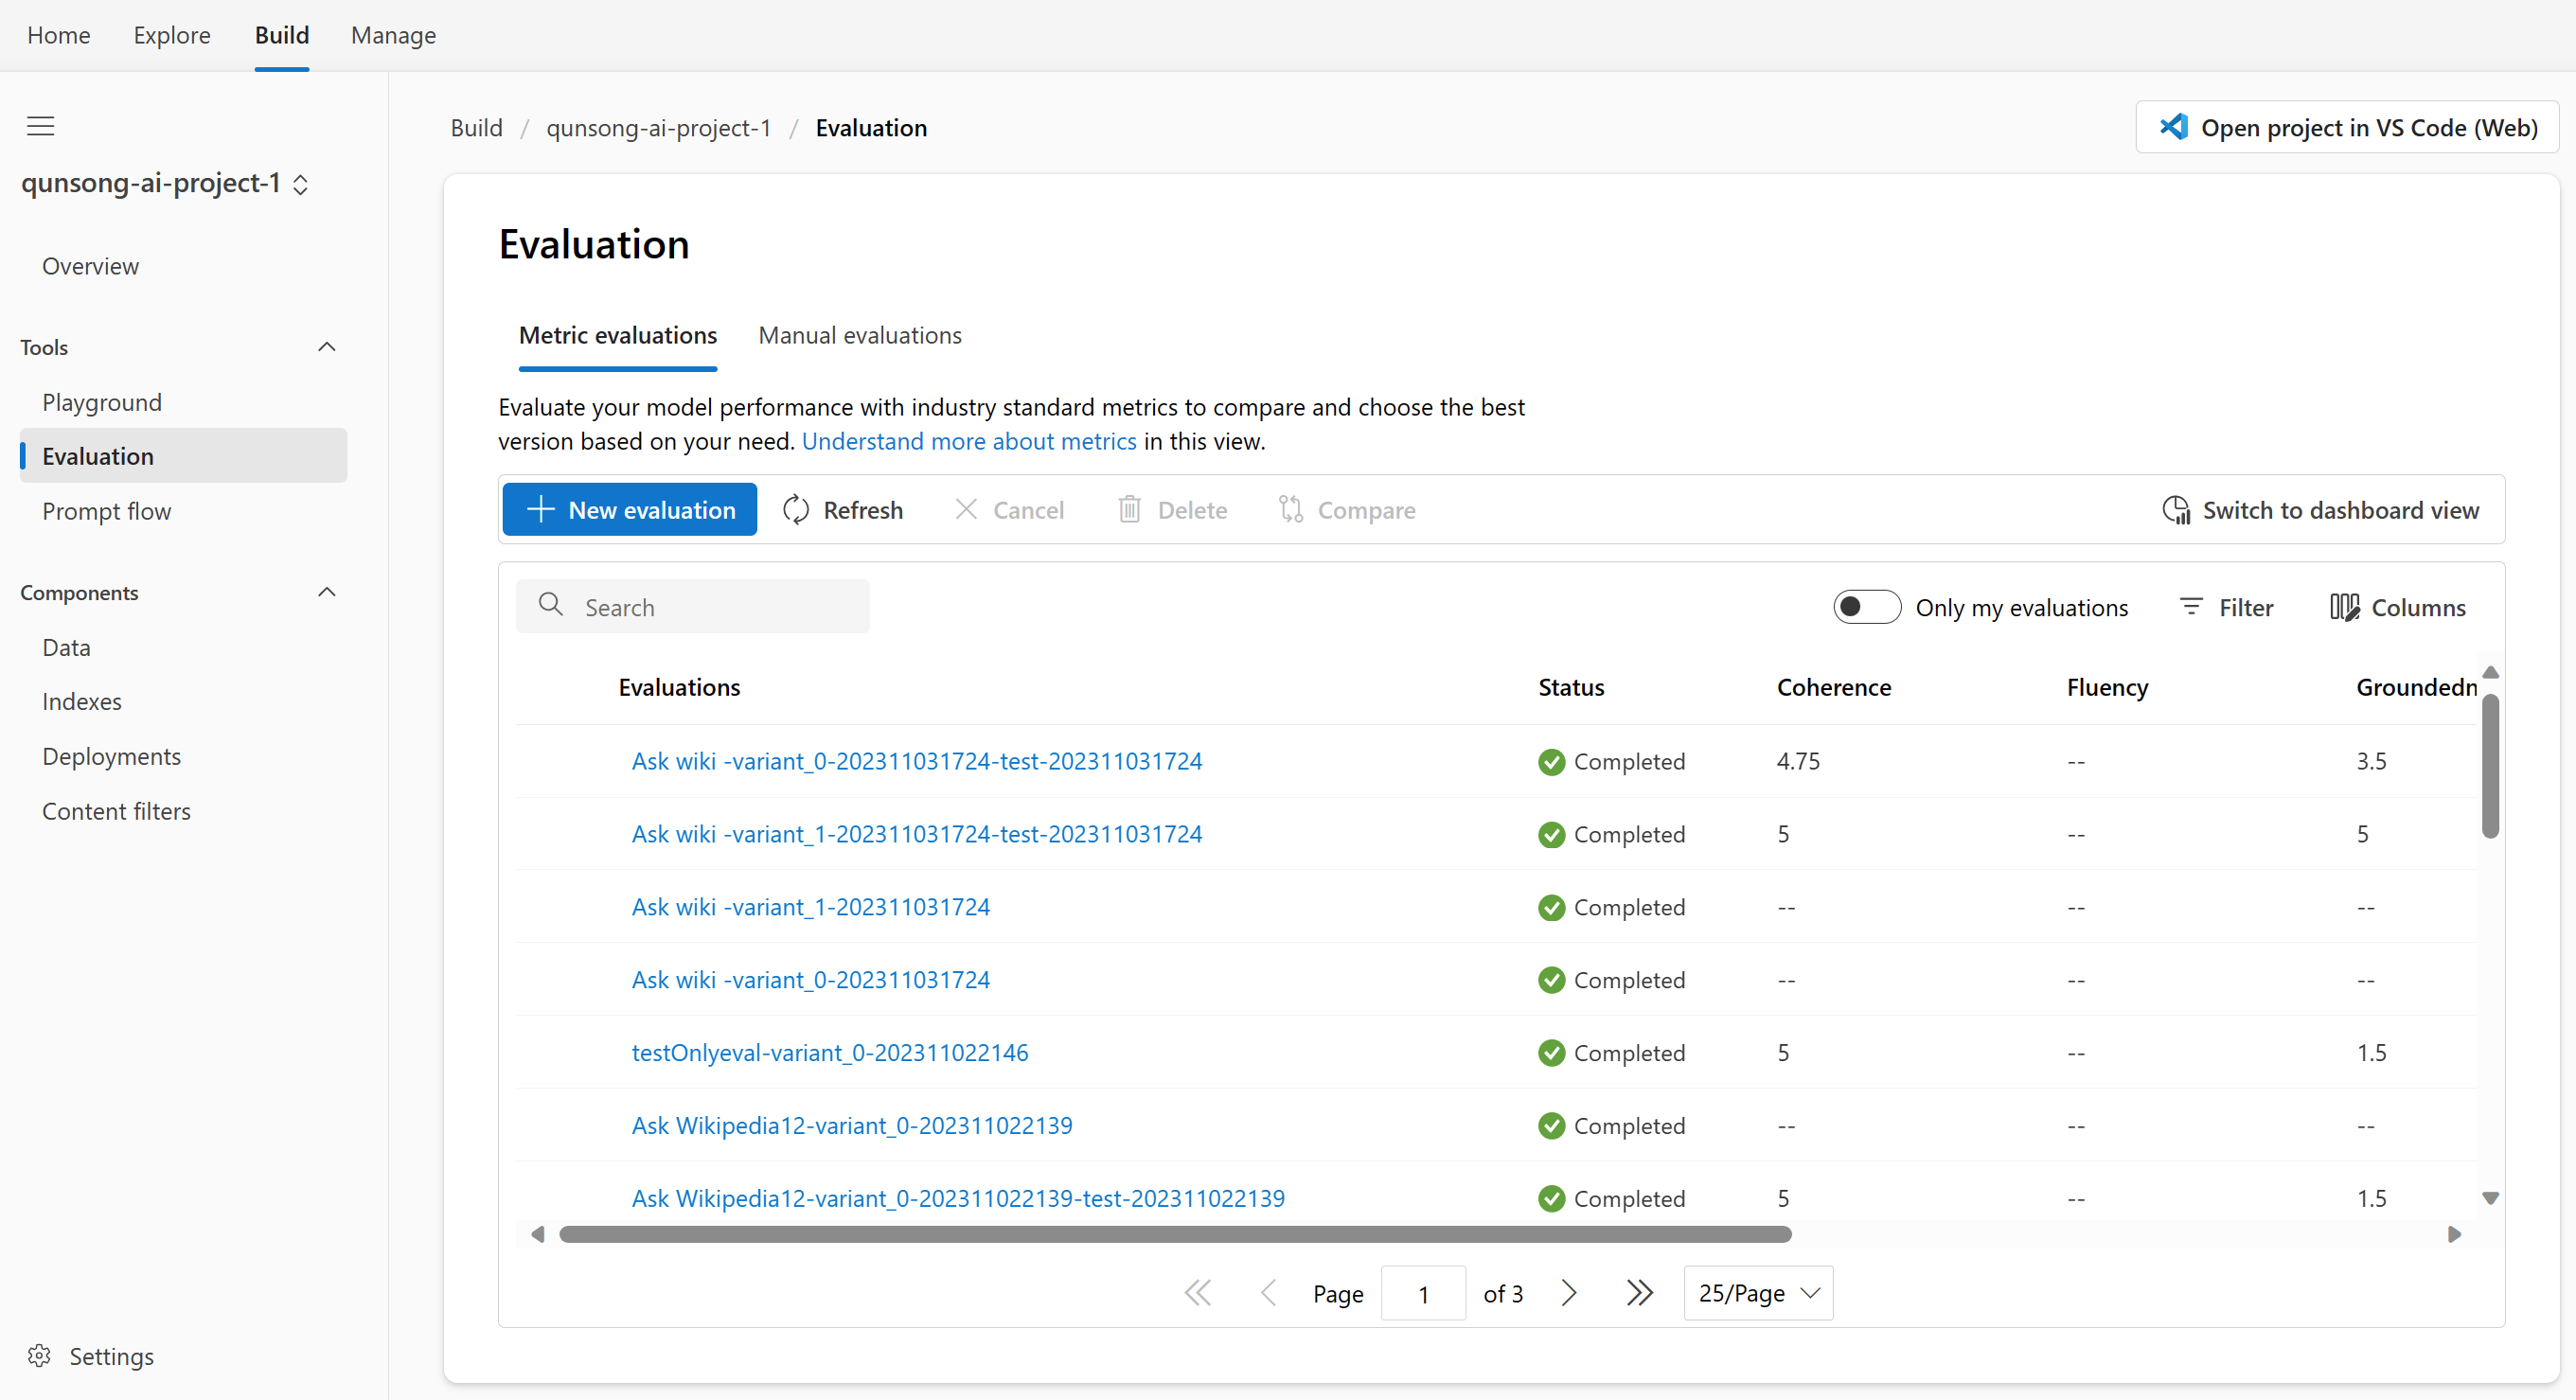 Home Explore Build Manage
Build / qunsong-ai-project-1 / Evaluation
Open project in VS Code (Web)
qunsong-ai-project-1
Overview
Tools
Playground
Evaluation
Prompt flow
Components
Data
Indexes
Deployments
Content filters
Settings
Evaluation
Metric evaluations Manual evaluations
Evaluate your model performance with industry standard metrics to compare and choose the best
version based on your need. Understand more about metrics in this view.
New evaluation Refresh Cancel Delete Compare Switch to dashboard view
Search Only my evaluations Filter Columns
Evaluations Status Coherence Fluency Groundedn
Ask wiki -variant_0-202311031724-test-202311031724 Completed 4.75 -- 3.5
Ask wiki -variant_1-202311031724-test-202311031724 Completed 5 -- 5
Ask wiki -variant_1-202311031724 Completed -- -- --
Ask wiki -variant_0-202311031724 Completed -- -- --
testOnlyeval-variant_0-202311022146 Completed 5 -- 1.5
Ask Wikipedia12-variant_0-202311022139 Completed -- -- --
Ask Wikipedia12-variant_0-202311022139-test-202311022139 Completed 5 -- 1.5
Page 1 of 3 25/Page